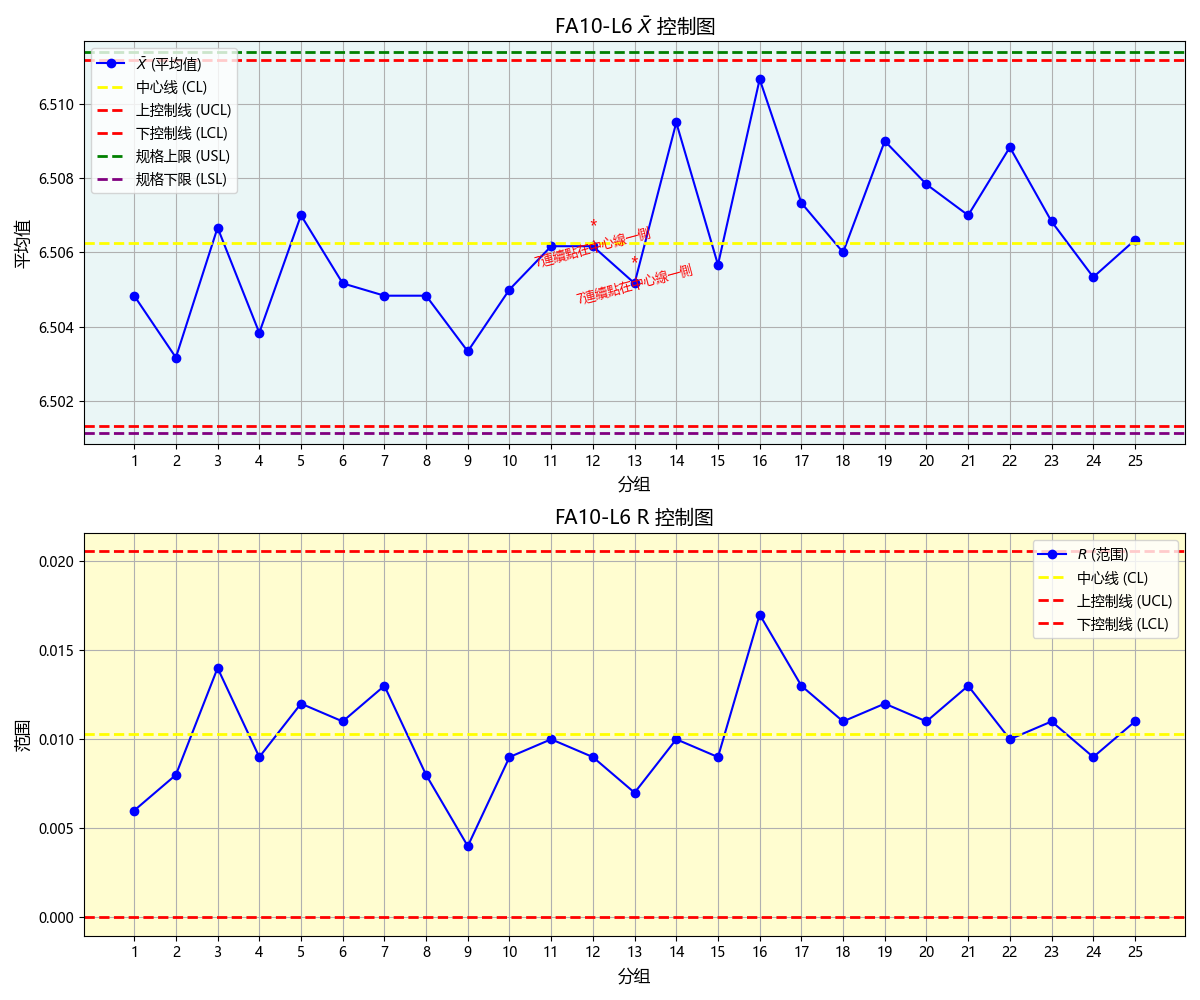 FA10-L6 X̄ 控制图
X̄ (平均值)
中心线 (CL)
上控制线 (UCL)
下控制线 (LCL)
规格上限 (USL)
规格下限 (LSL)
平均值
6.510
6.508
6.506
6.504
6.502
*
7連續點在中心線一側
*
7連續點在中心線一側
1 2 3 4 5 6 7 8 9 10 11 12 13 14 15 16 17 18 19 20 21 22 23 24 25
分组
FA10-L6 R 控制图
R (范围)
中心线 (CL)
上控制线 (UCL)
下控制线 (LCL)
范围
0.020
0.015
0.010
0.005
0.000
1 2 3 4 5 6 7 8 9 10 11 12 13 14 15 16 17 18 19 20 21 22 23 24 25
分组